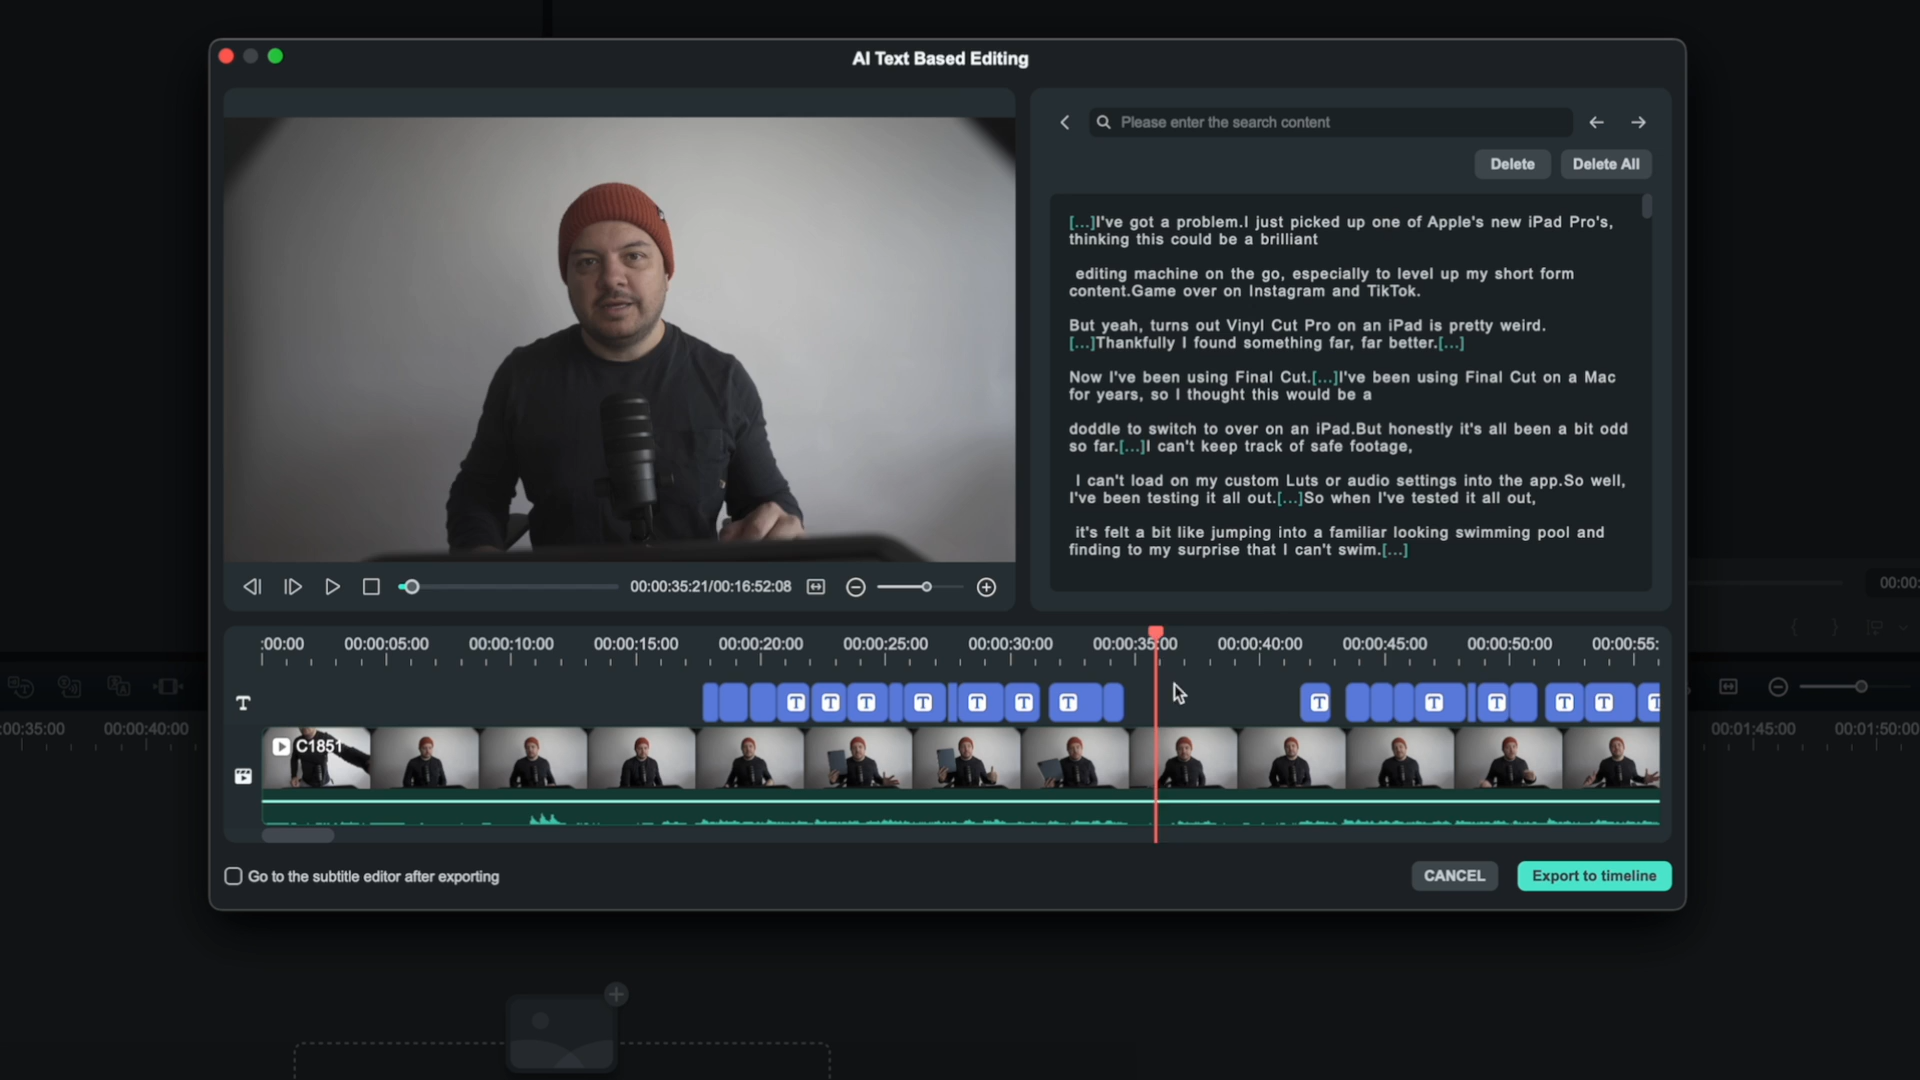 AI Text Based Editing
Please enter the search content
Delete
Delete All
[...]I've got a problem.I just picked up one of Apple's new iPad Pro's,
thinking this could be a brilliant
editing machine on the go, especially to level up my short form
content.Game over on Instagram and TikTok.
But yeah, turns out Vinyl Cut Pro on an iPad is pretty weird.
[...]Thankfully I found something far, far better.[...]
Now I've been using Final Cut.[...]I've been using Final Cut on a Mac
for years, so I thought this would be a
doddle to switch to over on an iPad.But honestly it's all been a bit odd
so far.[...]I can't keep track of safe footage,
I can't load on my custom Luts or audio settings into the app.So well,
I've been testing it all out.[...]So when I've tested it all out,
it's felt a bit like jumping into a familiar looking swimming pool and
finding to my surprise that I can't swim.[...]
00:00:35:21/00:16:52:08
00:00:
:00:00 00:00:05:00 00:00:10:00 00:00:15:00 00:00:20:00 00:00:25:00 00:00:30:00 00:00:35:00 00:00:40:00 00:00:45:00 00:00:50:00 00:00:55:
T T T T T T T T T T T T T T
:00:35:00 00:00:40:00
00:01:45:00 00:01:50:00
C1851
Go to the subtitle editor after exporting
CANCEL
Export to timeline